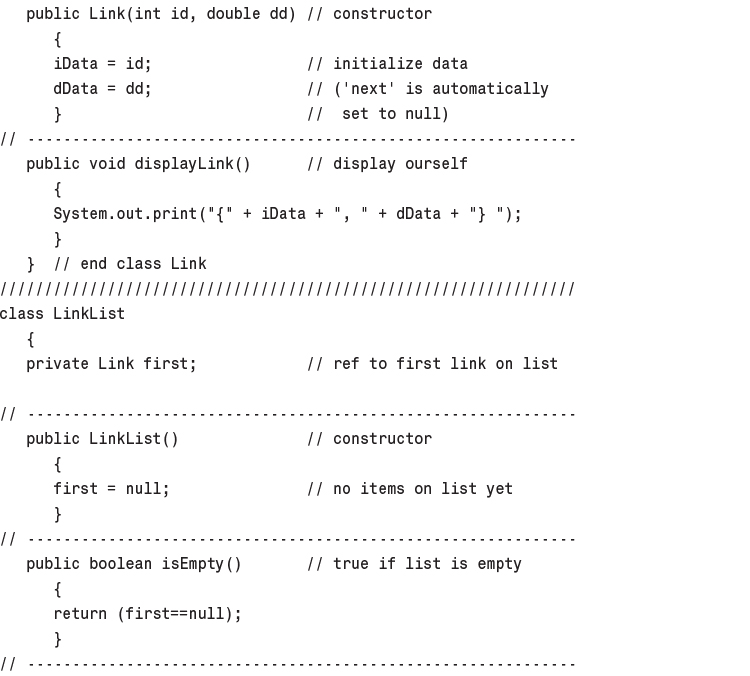 public Link(int id, double dd) // constructor
{
iData = id; // initialize data
dData = dd; // ('next' is automatically
} // set to null)
// -------------------------------------------------------------
public void displayLink() // display ourself
{
System.out.print("{" + iData + ", " + dData + "} ");
}
} // end class Link
////////////////////////////////////////////////////////////////
class LinkList
{
private Link first; // ref to first link on list
// -------------------------------------------------------------
public LinkList() // constructor
{
first = null; // no items on list yet
}
// -------------------------------------------------------------
public boolean isEmpty() // true if list is empty
{
return (first==null);
}
// -------------------------------------------------------------